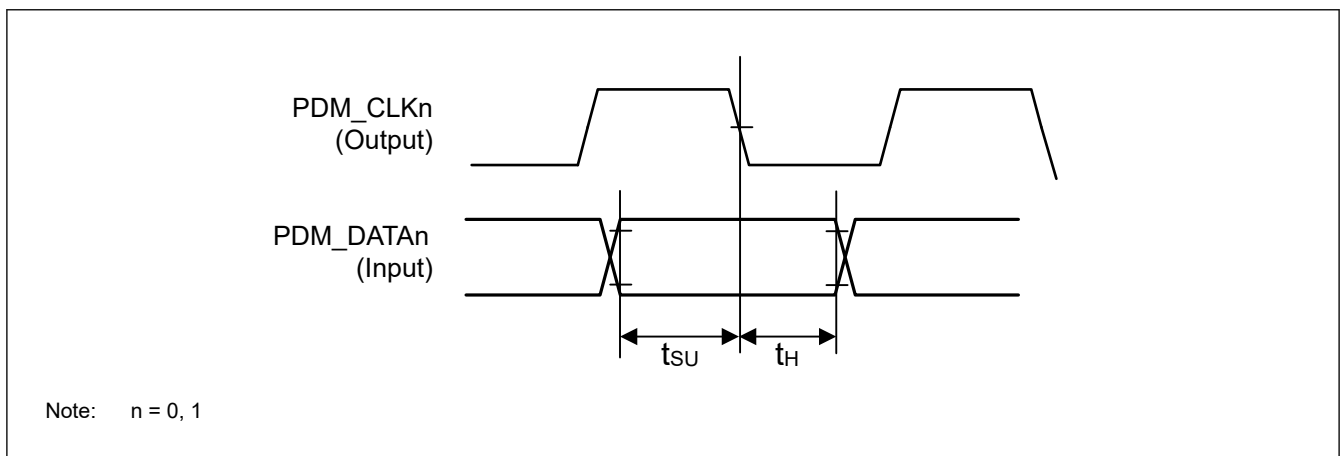 PDM_CLKn
(Output)
PDM_DATAn
(Input)
tSU
tH
Note: n = 0, 1